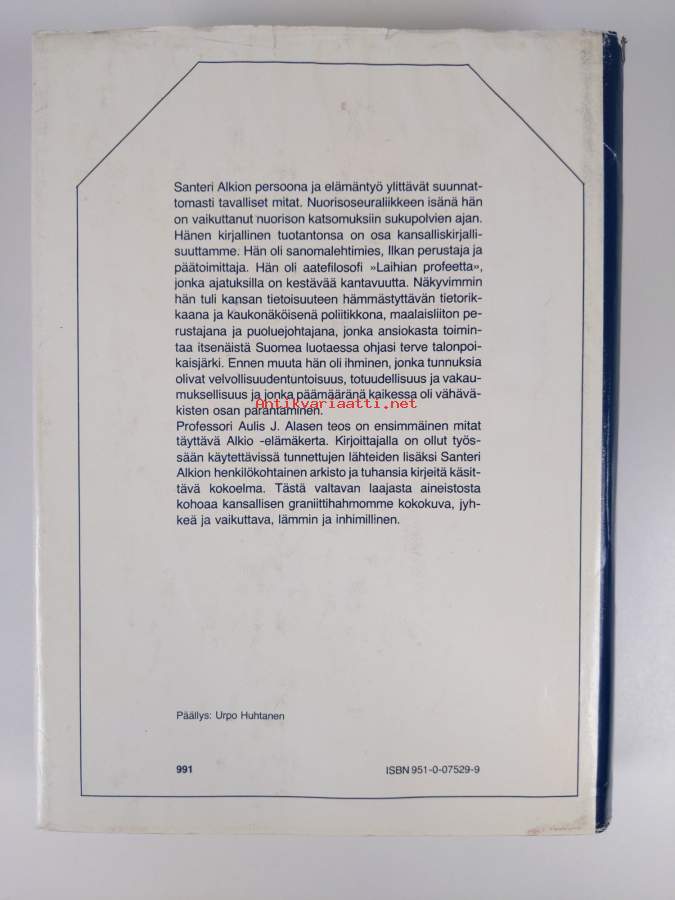 Santeri Alkion persoona ja elämäntyö ylittävät suunnat-
tomasti tavalliset mitat. Nuorisoseuraliikkeen isänä hän
on vaikuttanut nuorison katsomuksiin sukupolvien ajan.
Hänen kirjallinen tuotantonsa on osa kansalliskirjalli-
suuttamme. Hän oli sanomalehtimies, Ilkan perustaja ja
päätoimittaja. Hän oli aatefilosofi »Laihian profeetta»,
jonka ajatuksilla on kestävää kantavuutta. Näkyvimmin
hän tuli kansan tietoisuuteen hämmästyttävän tietorik-
kaana ja kaukonäköisenä poliitikkona, maalaisliiton pe-
rustajana ja puoluejohtajana, jonka ansiokasta toimin-
taa itsenäistä Suomea luotaessa ohjasi terve talonpoi-
kaisjärki. Ennen muuta hän oli ihminen, jonka tunnuksia
olivat velvollisuudentuntoisuus, totuudellisuus ja vakau-
muksellisuus ja jonka päämääränä kaikessa oli vähävä-
kisten osan parantaminen.
Antikvariaatti.net
Professori Aulis J. Alasen teos on ensimmäinen mitat
täyttävä Alkio -elämäkerta. Kirjoittajalla on ollut työs-
sään käytettävissä tunnettujen lähteiden lisäksi Santeri
Alkion henkilökohtainen arkisto ja tuhansia kirjeitä käsit-
tävä kokoelma. Tästä valtavan laajasta aineistosta
kohoaa kansallisen graniittihahmomme kokokuva, jyh-
keä ja vaikuttava, lämmin ja inhimillinen.
Päällys: Urpo Huhtanen
991
ISBN 951-0-07529-9